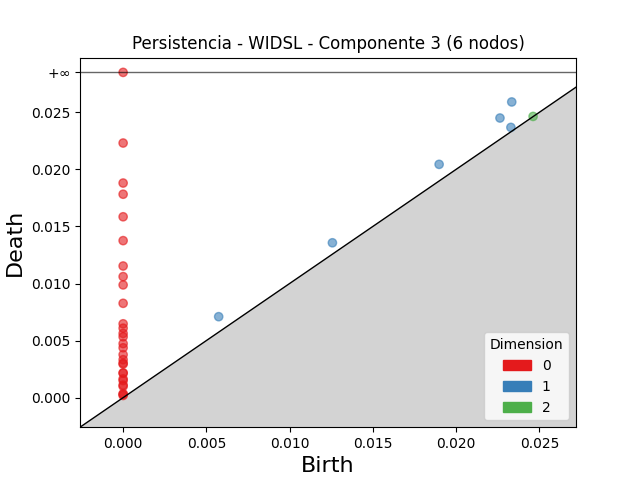 Persistencia - WIDSL - Componente 3 (6 nodos)
+∞
0.025
0.020
0.015
0.010
0.005
0.000
Death
Dimension
0
1
2
0.000 0.005 0.010 0.015 0.020 0.025
Birth